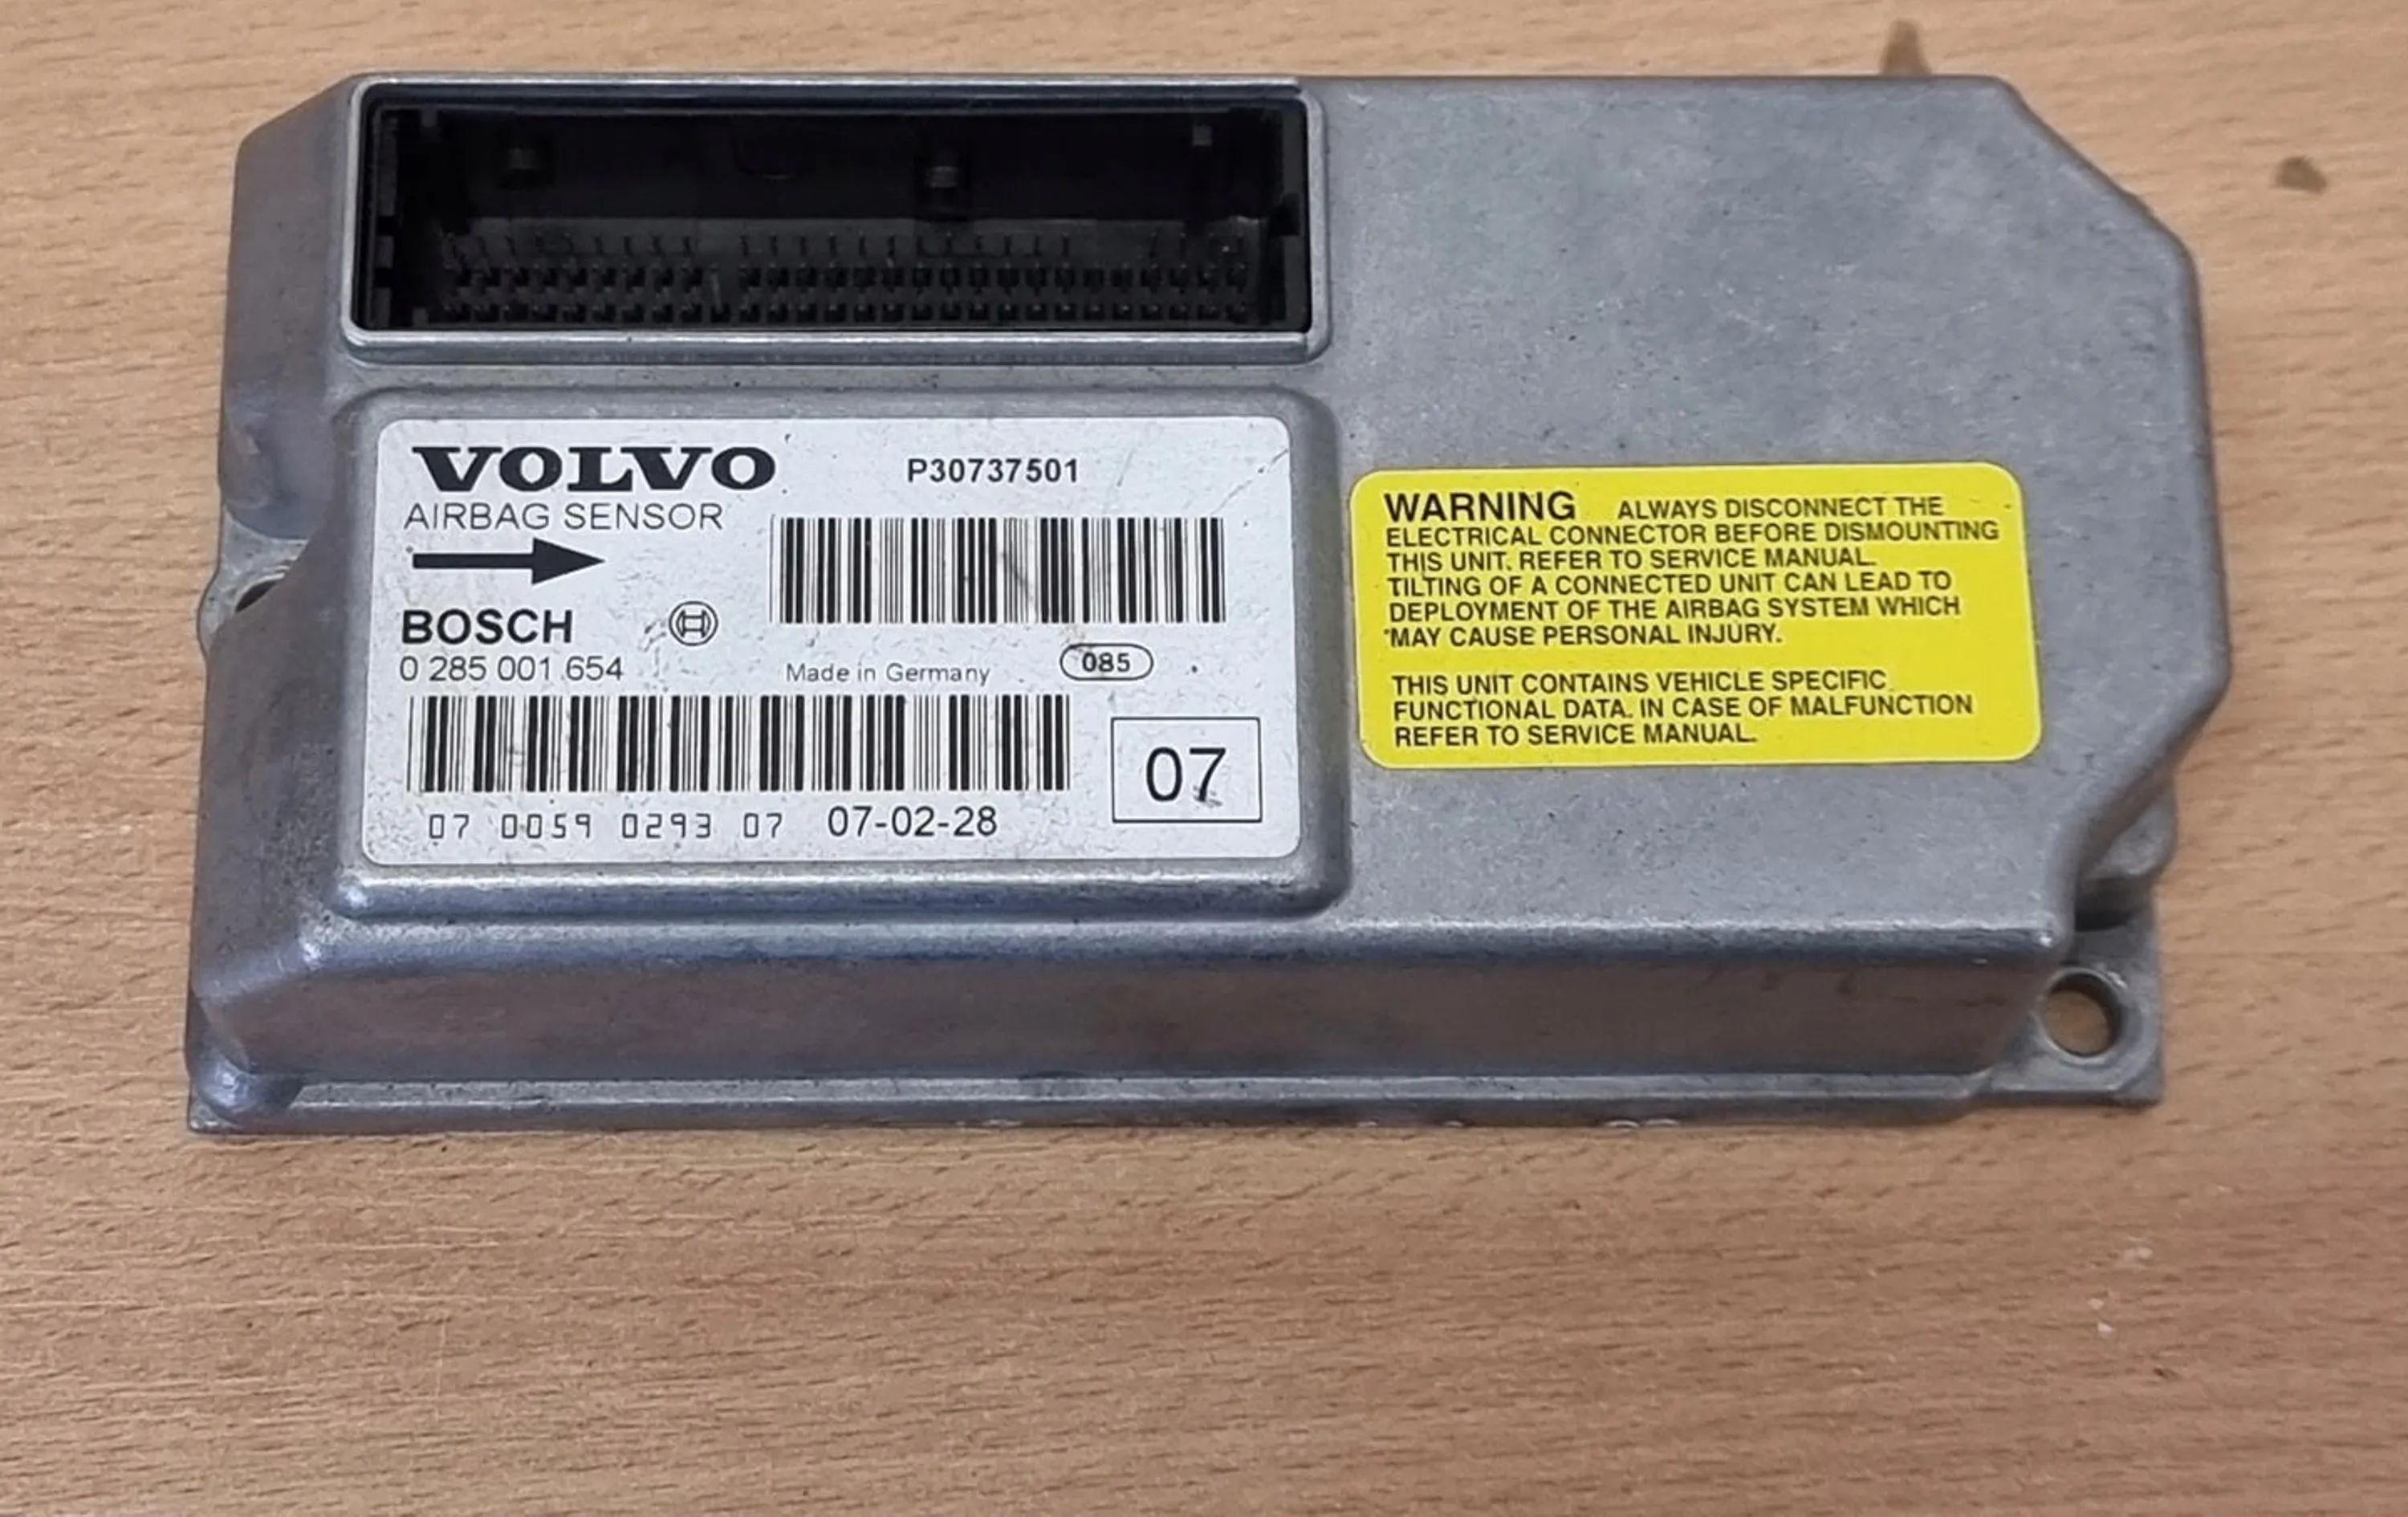 VOLVO P30737501
AIRBAG SENSOR
BOSCH
0 285 001 654
Made in Germany 085
07 0059 0293 07 07-02-28
07
WARNING ALWAYS DISCONNECT THE
ELECTRICAL CONNECTOR BEFORE DISMOUNTING
THIS UNIT. REFER TO SERVICE MANUAL.
TILTING OF A CONNECTED UNIT CAN LEAD TO
DEPLOYMENT OF THE AIRBAG SYSTEM WHICH
MAY CAUSE PERSONAL INJURY.
THIS UNIT CONTAINS VEHICLE SPECIFIC
FUNCTIONAL DATA. IN CASE OF MALFUNCTION
REFER TO SERVICE MANUAL.